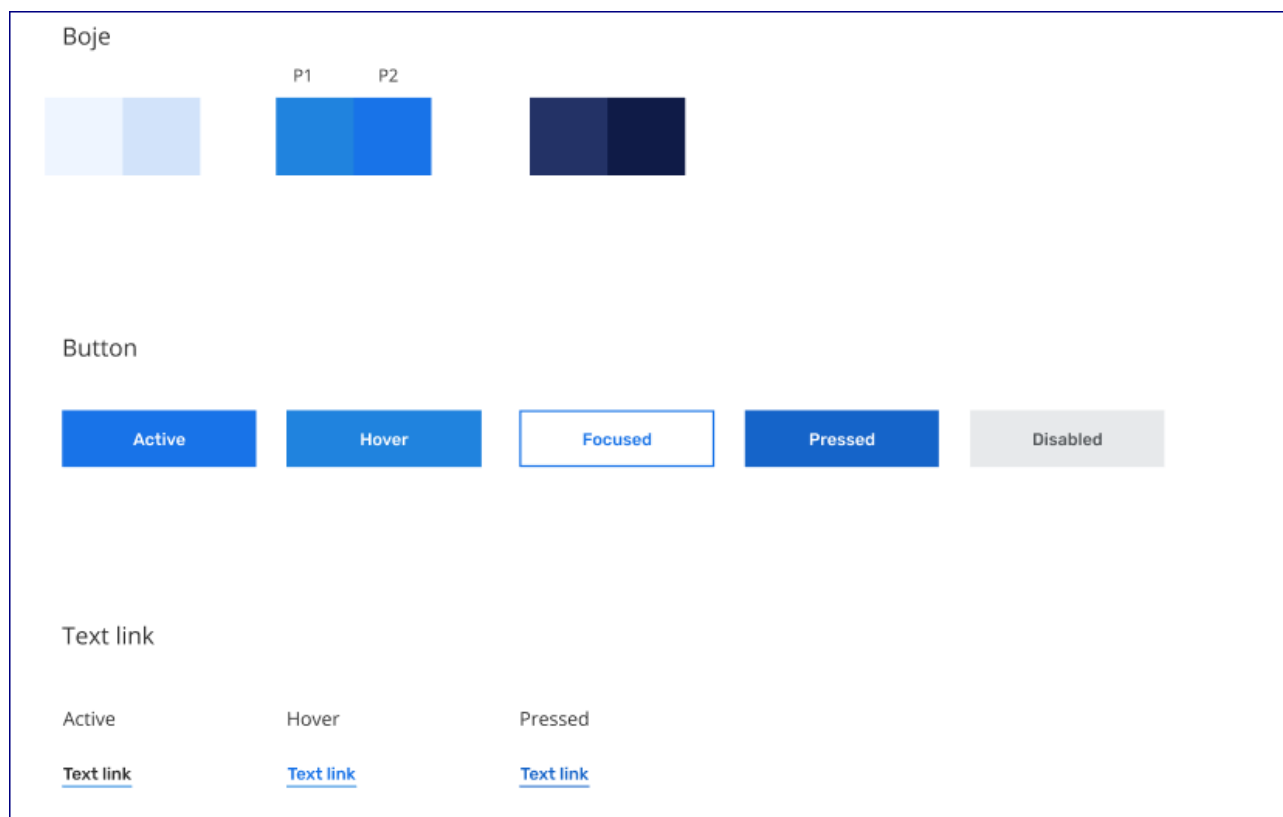 Boje
P1 P2
Button
Active Hover Focused Pressed Disabled
Text link
Active Hover Pressed
Text link Text link Text link